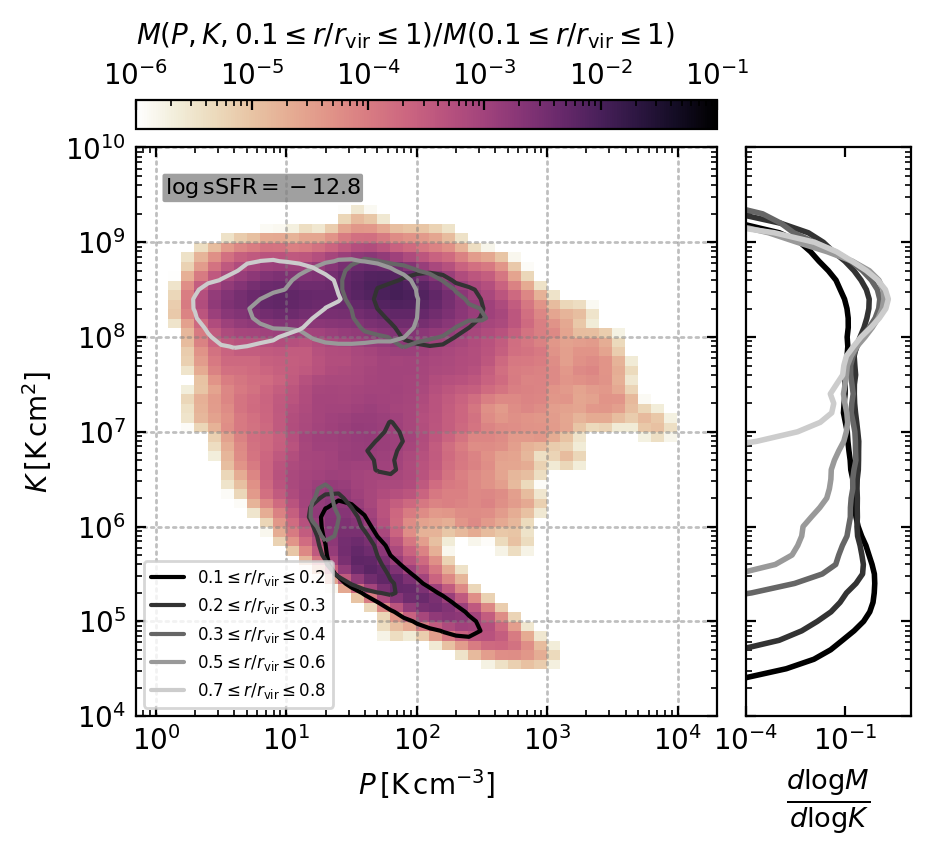 M(P, K, 0.1 ≤ r/r_vir ≤ 1)/M(0.1 ≤ r/r_vir ≤ 1)
10^−6 10^−5 10^−4 10^−3 10^−2 10^−1
10^10
log sSFR = −12.8
10^9
10^8
10^7
10^6
10^5
10^4
K [K cm^2]
0.1 ≤ r/r_vir ≤ 0.2
0.2 ≤ r/r_vir ≤ 0.3
0.3 ≤ r/r_vir ≤ 0.4
0.5 ≤ r/r_vir ≤ 0.6
0.7 ≤ r/r_vir ≤ 0.8
10^0 10^1 10^2 10^3 10^4 10^−4 10^−1
P [K cm^−3]
dlogM
dlogK